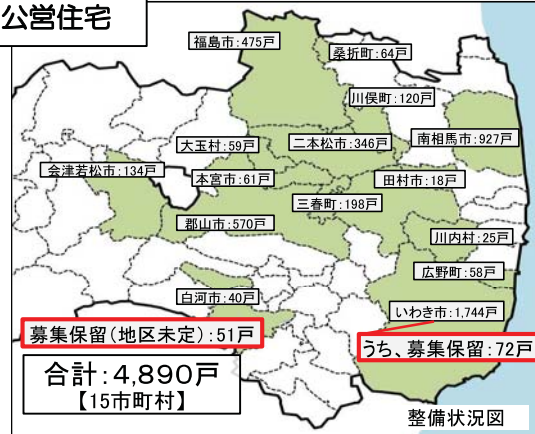 公営住宅
福島市:475戸
桑折町:64戸
川俣町:120戸
大玉村:59戸
二本松市:346戸
南相馬市:927戸
会津若松市:134戸
本宮市:61戸
田村市:18戸
三春町:198戸
郡山市:570戸
川内村:25戸
広野町:58戸
白河市:40戸
いわき市:1,744戸
募集保留(地区未定):51戸
うち、募集保留:72戸
合計:4,890戸
【15市町村】
整備状況図